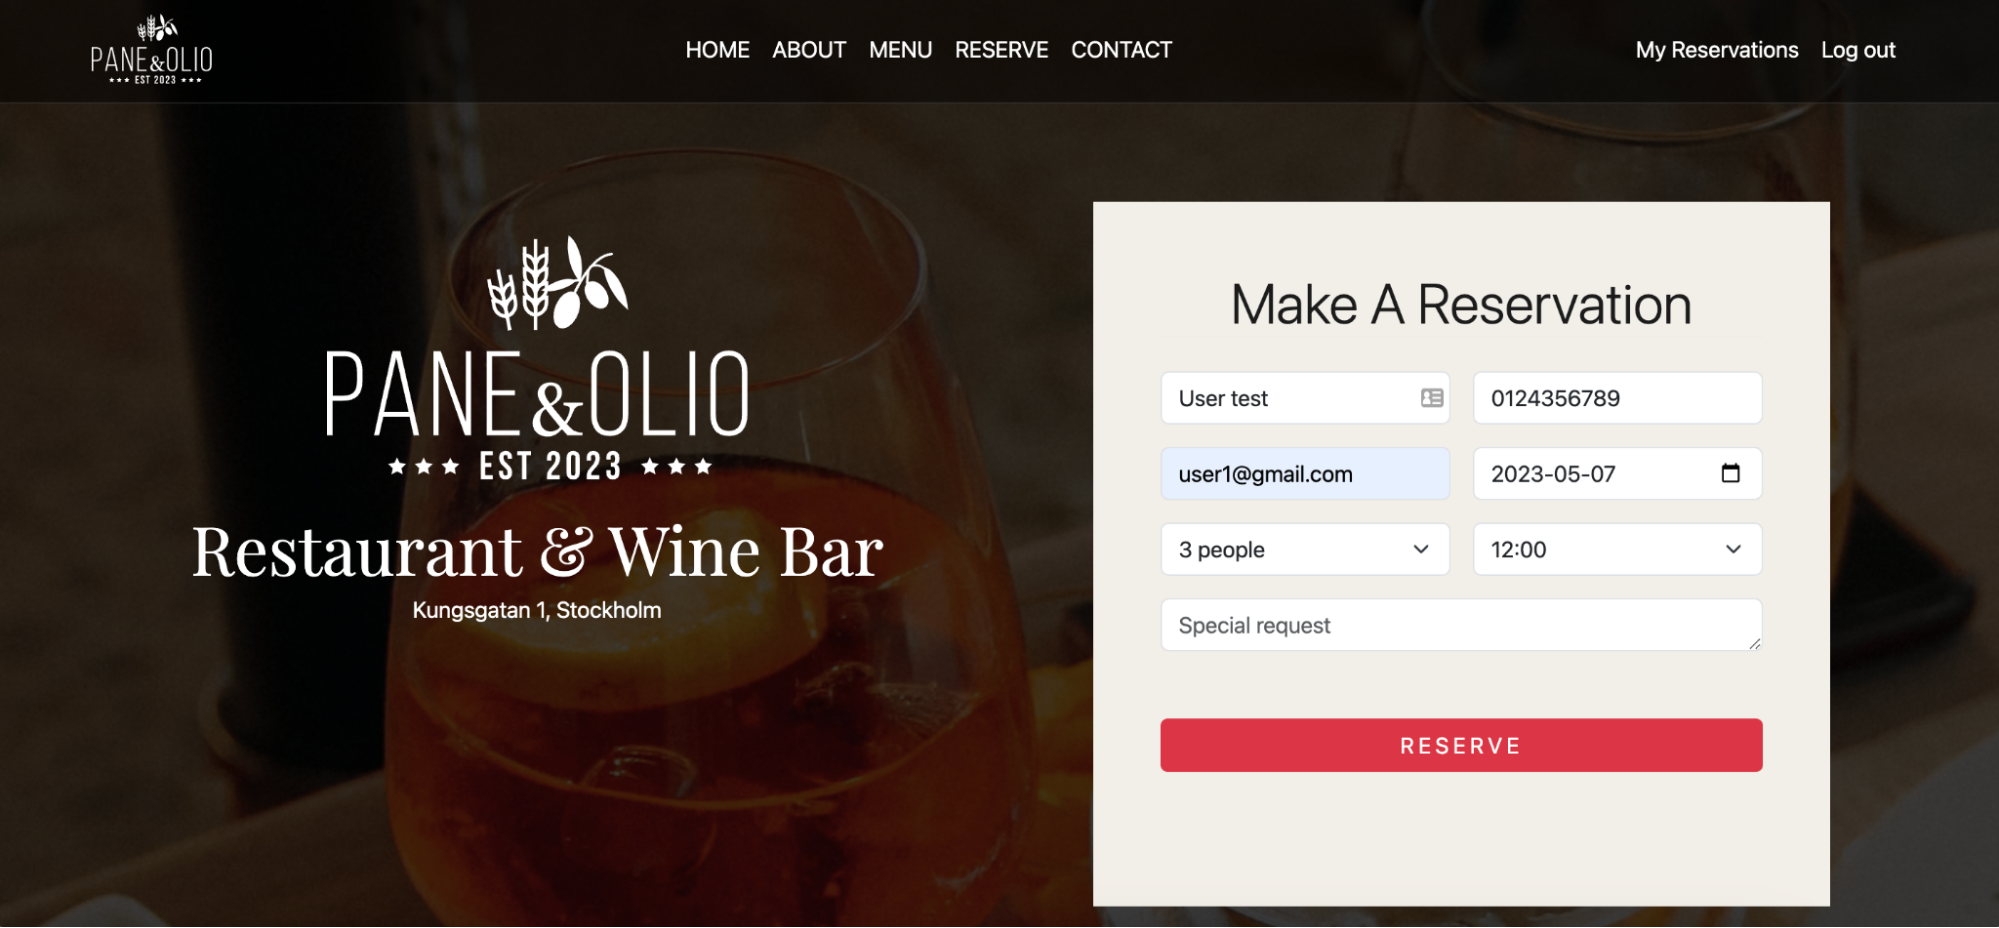 PANE&OLIO
★★★ EST 2023 ★★★
HOME ABOUT MENU RESERVE CONTACT
My Reservations Log out
PANE&OLIO
★★★ EST 2023 ★★★
Restaurant & Wine Bar
Kungsgatan 1, Stockholm
Make A Reservation
User test 0124356789
user1@gmail.com 2023-05-07
3 people 12:00
Special request
RESERVE